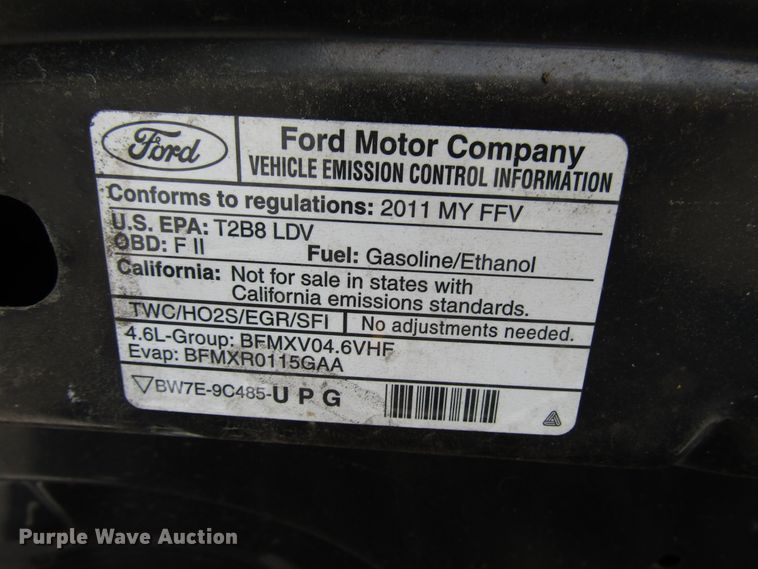 Ford
Ford Motor Company
VEHICLE EMISSION CONTROL INFORMATION
Conforms to regulations: 2011 MY FFV
U.S. EPA: T2B8 LDV
OBD: F II
Fuel: Gasoline/Ethanol
California: Not for sale in states with
California emissions standards.
TWC/HO2S/EGR/SFI
No adjustments needed.
4.6L-Group: BFMXV04.6VHF
Evap: BFMXR0115GAA
BW7E-9C485-U P G
Purple Wave Auction